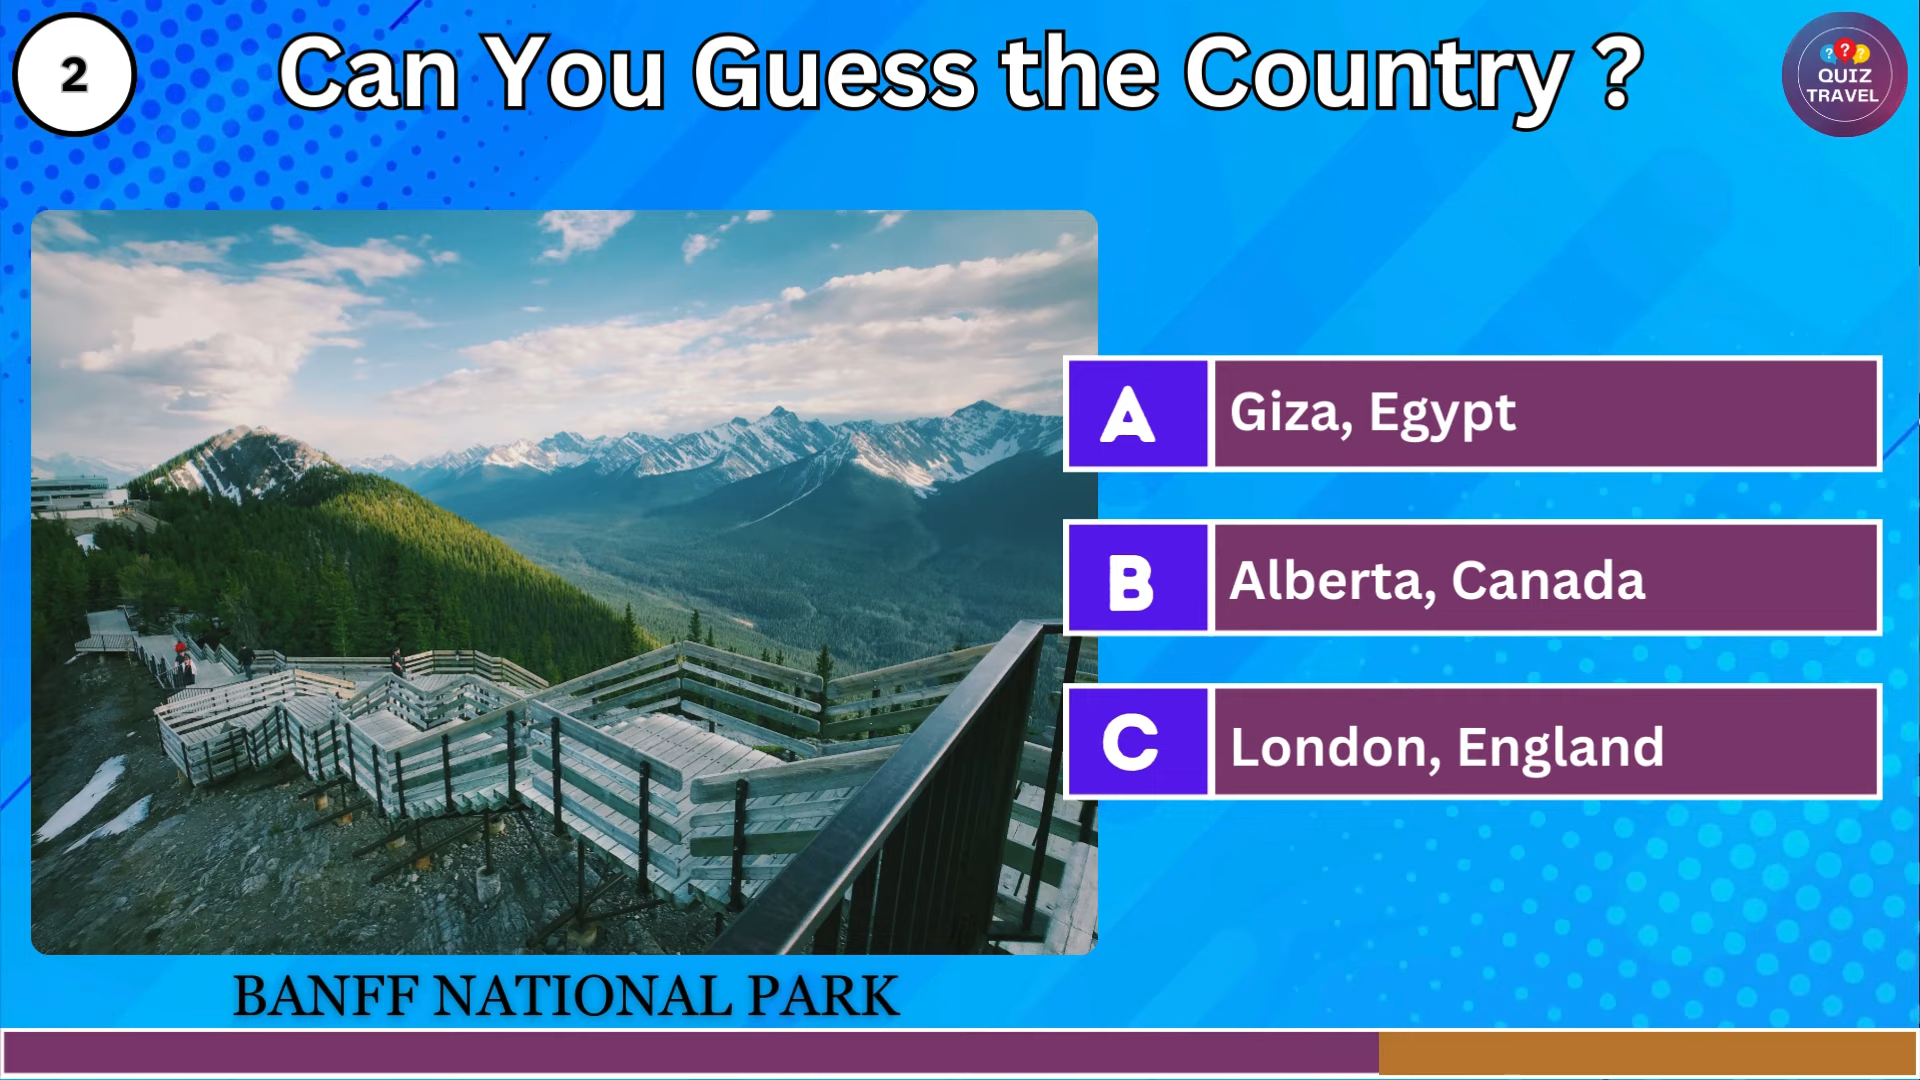 2
Can You Guess the Country ?
? ? ?
QUIZ
TRAVEL
A
Giza, Egypt
B
Alberta, Canada
C
London, England
BANFF NATIONAL PARK